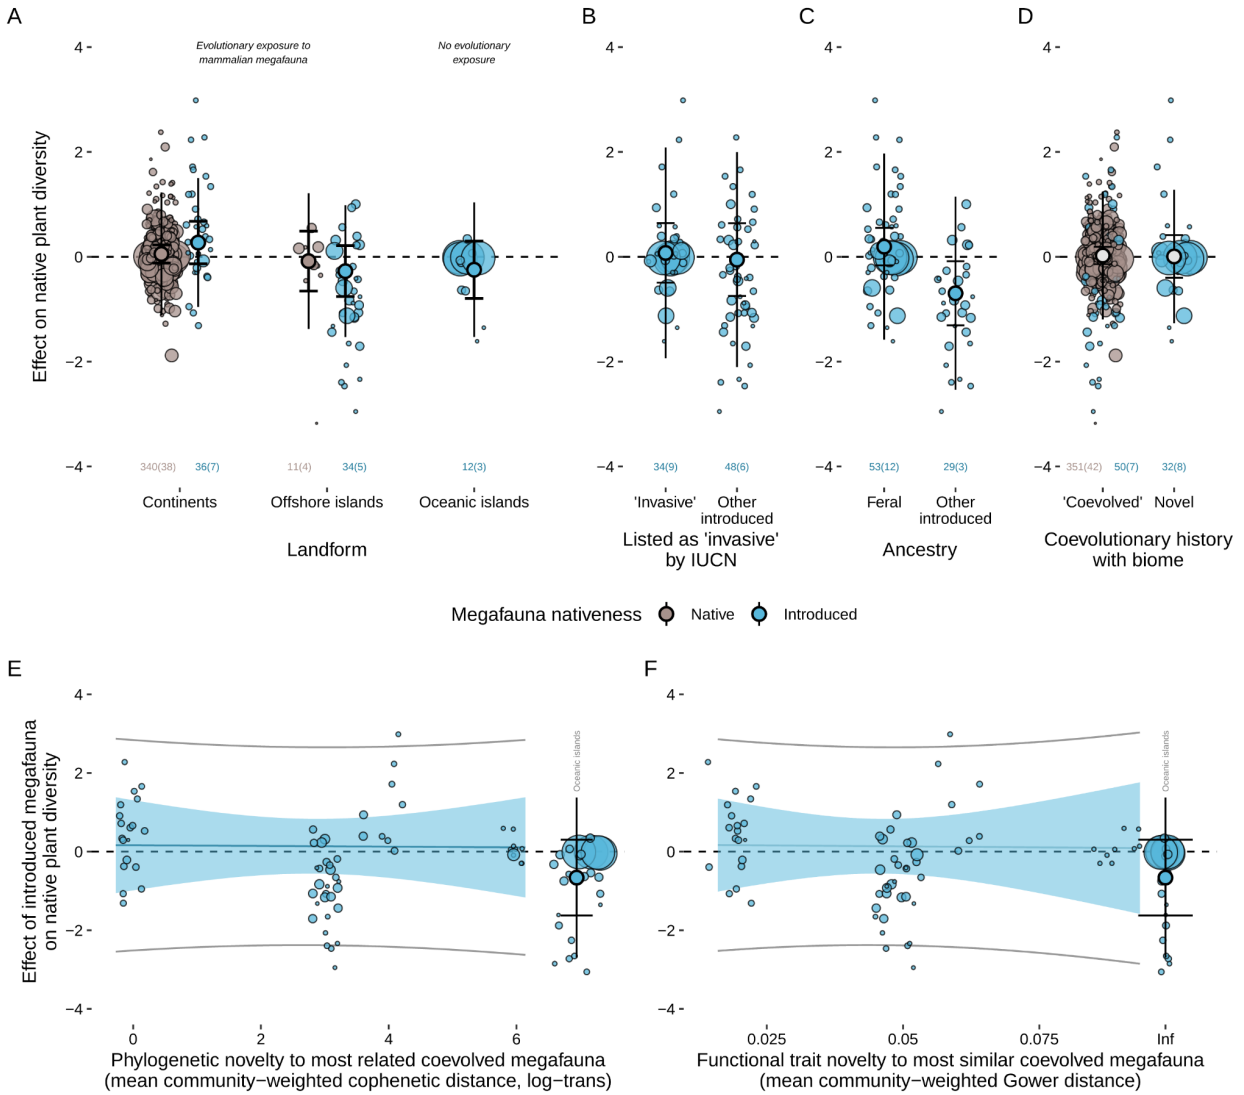 A
B
C
D
Evolutionary exposure to
mammalian megafauna
No evolutionary
exposure
Effect on native plant diversity
4
2
0
−2
−4
340(38)
36(7)
11(4)
34(5)
12(3)
Continents
Offshore islands
Oceanic islands
Landform
4
2
0
−2
−4
34(9)
48(6)
'Invasive'
Other
introduced
Listed as 'invasive'
by IUCN
4
2
0
−2
−4
53(12)
29(3)
Feral
Other
introduced
Ancestry
4
2
0
−2
−4
351(42)
50(7)
32(8)
'Coevolved'
Novel
Coevolutionary history
with biome
Megafauna nativeness
Native
Introduced
E
F
Effect of introduced megafauna
on native plant diversity
4
2
0
−2
−4
Oceanic islands
0
2
4
6
Phylogenetic novelty to most related coevolved megafauna
(mean community−weighted cophenetic distance, log−trans)
4
2
0
−2
−4
Oceanic islands
0.025
0.05
0.075
Inf
Functional trait novelty to most similar coevolved megafauna
(mean community−weighted Gower distance)